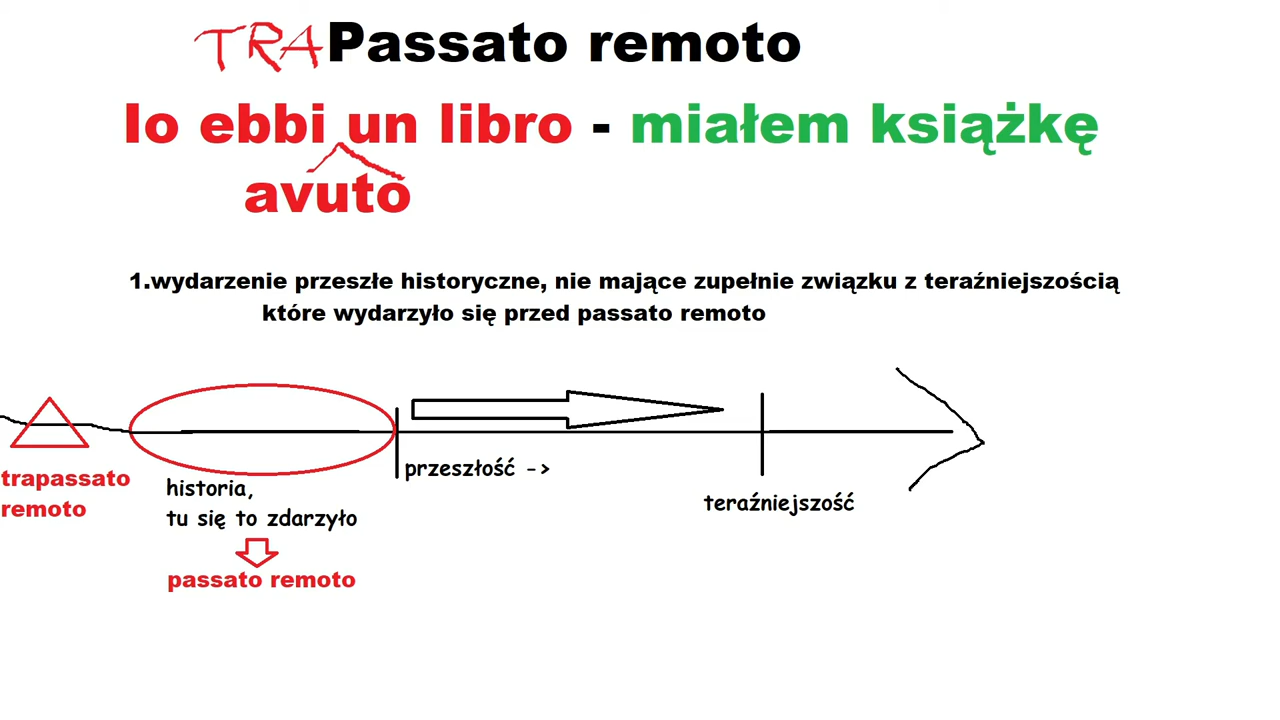 TRAPassato remoto
Io ebbi un libro - miałem książkę
avuto
1.wydarzenie przeszłe historyczne, nie mające zupełnie związku z teraźniejszością
które wydarzyło się przed passato remoto
przeszłość ->
trapassato
remoto
historia,
tu się to zdarzyło
teraźniejszość
passato remoto